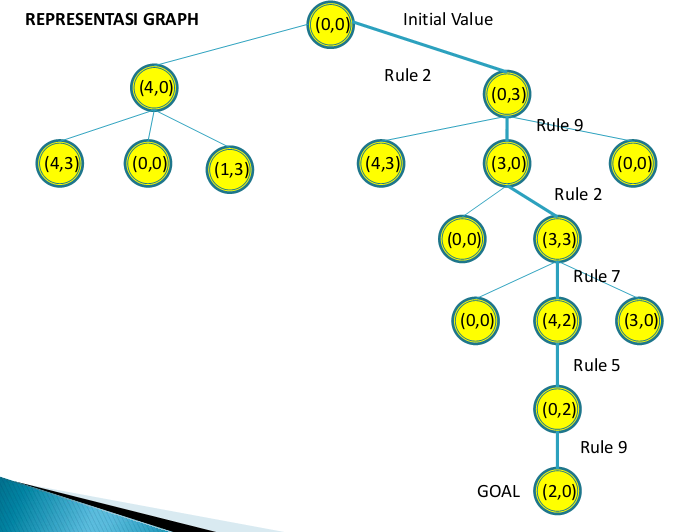 REPRESENTASI GRAPH
(0,0)
Initial Value
Rule 2
(4,0)
(0,3)
Rule 9
(4,3)
(0,0)
(1,3)
(4,3)
(3,0)
(0,0)
Rule 2
(0,0)
(3,3)
Rule 7
(0,0)
(4,2)
(3,0)
Rule 5
(0,2)
Rule 9
GOAL
(2,0)